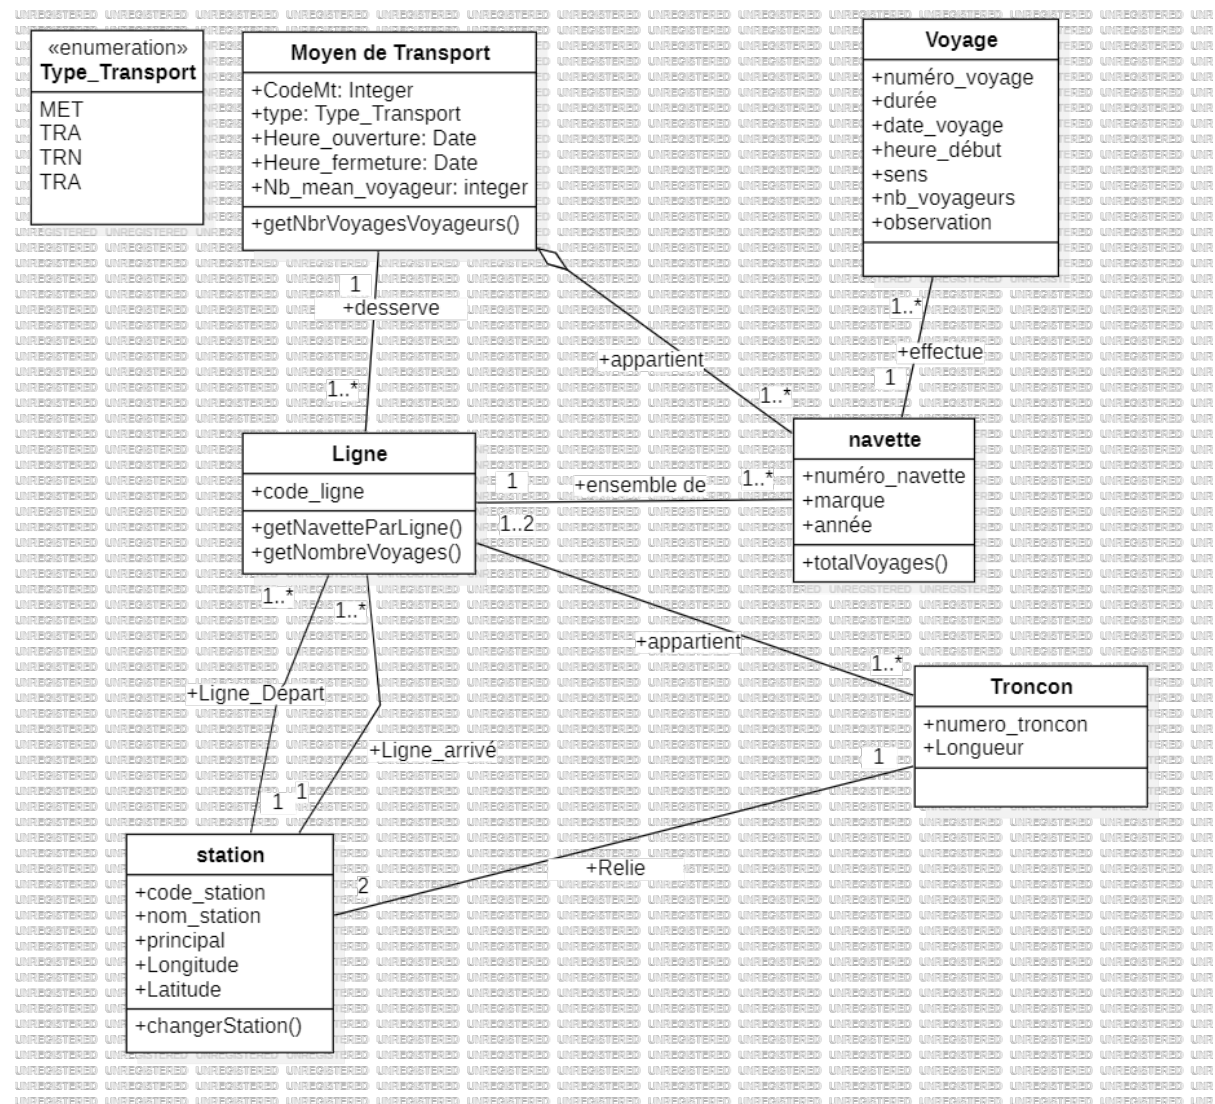 «enumeration»
Type_Transport
MET
TRA
TRN
TRA
Moyen de Transport
+CodeMt: Integer
+type: Type_Transport
+Heure_ouverture: Date
+Heure_fermeture: Date
+Nb_mean_voyageur: integer
+getNbrVoyagesVoyageurs()
Voyage
+numéro_voyage
+durée
+date_voyage
+heure_début
+sens
+nb_voyageurs
+observation
1
+desserve
1..*
+appartient
1..*
1..*
+effectue
1
Ligne
+code_ligne
+getNavetteParLigne()
+getNombreVoyages()
1
+ensemble de
1..*
navette
+numéro_navette
+marque
+année
+totalVoyages()
1..2
+appartient
1..*
Troncon
+numero_troncon
+Longueur
1..*
1..*
+Ligne_Départ
+Ligne_arrivé
1
1
1
+Relie
2
station
+code_station
+nom_station
+principal
+Longitude
+Latitude
+changerStation()
UNREGISTERED